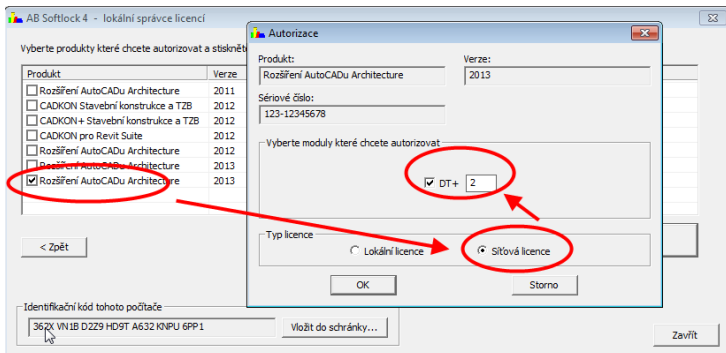 AB Softlock 4 - lokální správce licencí
Vyberte produkty které chcete autorizovat a stiskněte
Produkt Verze
Rozšíření AutoCADu Architecture 2011
CADKON Stavební konstrukce a TZB 2012
CADKON+ Stavební konstrukce a TZB 2012
CADKON pro Revit Suite 2012
Rozšíření AutoCADu Architecture 2012
Rozšíření AutoCADu Architecture 2013
Rozšíření AutoCADu Architecture 2013
< Zpět
Identifikační kód tohoto počítače
362X VN1B D2Z9 HD9T A632 KNPU 6PP1
Vložit do schránky...
Zavřít
Autorizace
Produkt: Verze:
Rozšíření AutoCADu Architecture 2013
Sériové číslo:
123-12345678
Vyberte moduly které chcete autorizovat
DT+ 2
Typ licence
Lokální licence Síťová licence
OK Storno